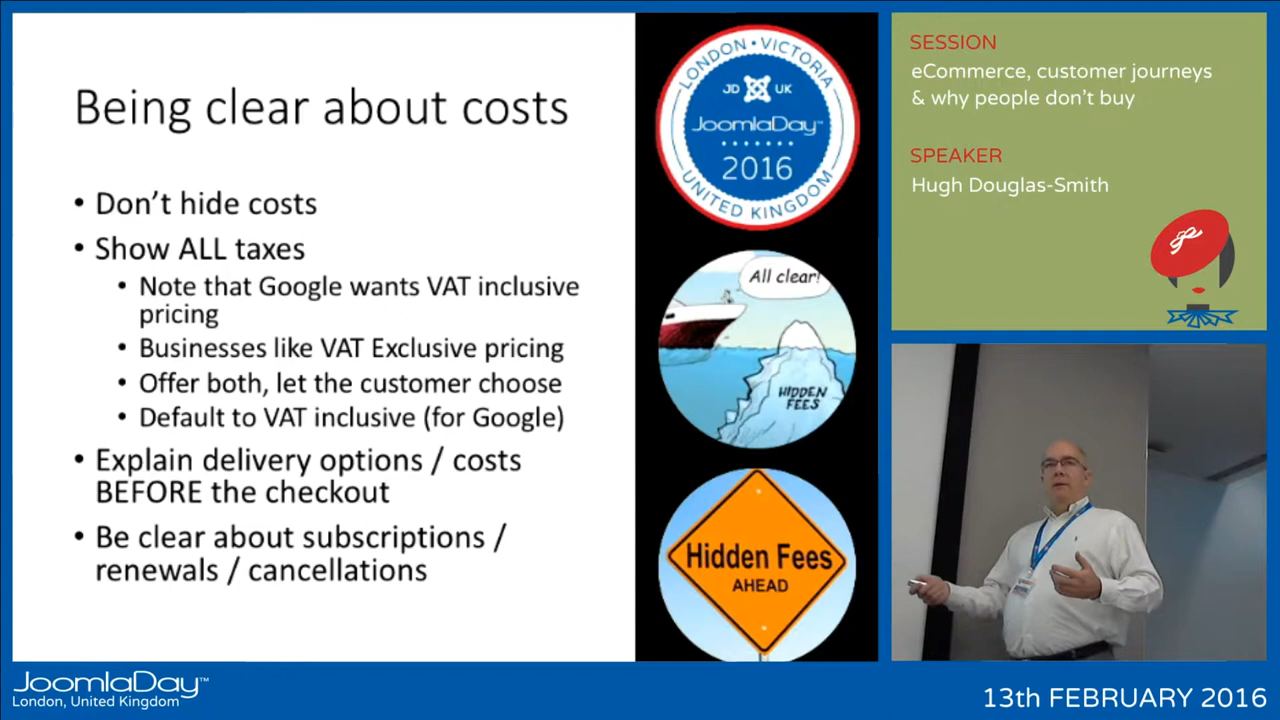 Being clear about costs
• Don't hide costs
• Show ALL taxes
• Note that Google wants VAT inclusive
pricing
• Businesses like VAT Exclusive pricing
• Offer both, let the customer choose
• Default to VAT inclusive (for Google)
• Explain delivery options / costs
BEFORE the checkout
• Be clear about subscriptions /
renewals / cancellations
LONDON • VICTORIA
JD UK
JoomlaDay™
2016
UNITED KINGDOM
All clear!
HIDDEN
FEES
Hidden Fees
AHEAD
SESSION
eCommerce, customer journeys
& why people don't buy
SPEAKER
Hugh Douglas-Smith
JoomlaDay™
London, United Kingdom
13th FEBRUARY 2016